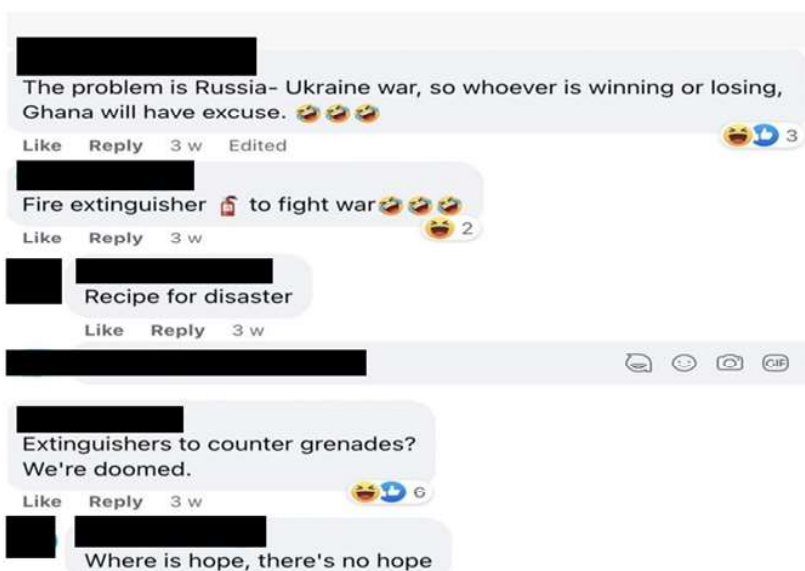 The problem is Russia- Ukraine war, so whoever is winning or losing,
Ghana will have excuse. 🤣🤣🤣
Like Reply 3 w Edited
3
Fire extinguisher 🧯 to fight war🤣🤣🤣
2
Like Reply 3 w
Recipe for disaster
Like Reply 3 w
GIF
Extinguishers to counter grenades?
We're doomed.
6
Like Reply 3 w
Where is hope, there's no hope